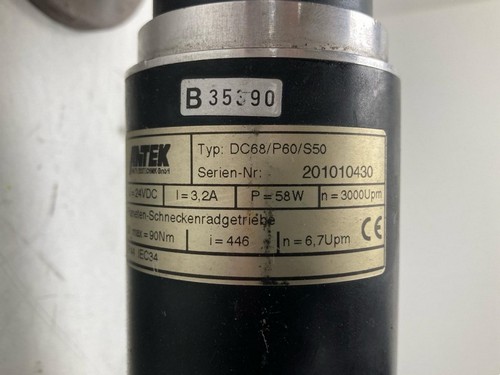 B 35390
Typ: DC68/P60/S50
Serien-Nr: 201010430
=24VDC I=3,2A P=58W n=3000Upm
-Schneckenradgetriebe
max=90Nm i=446 n=6,7Upm CE
IEC34